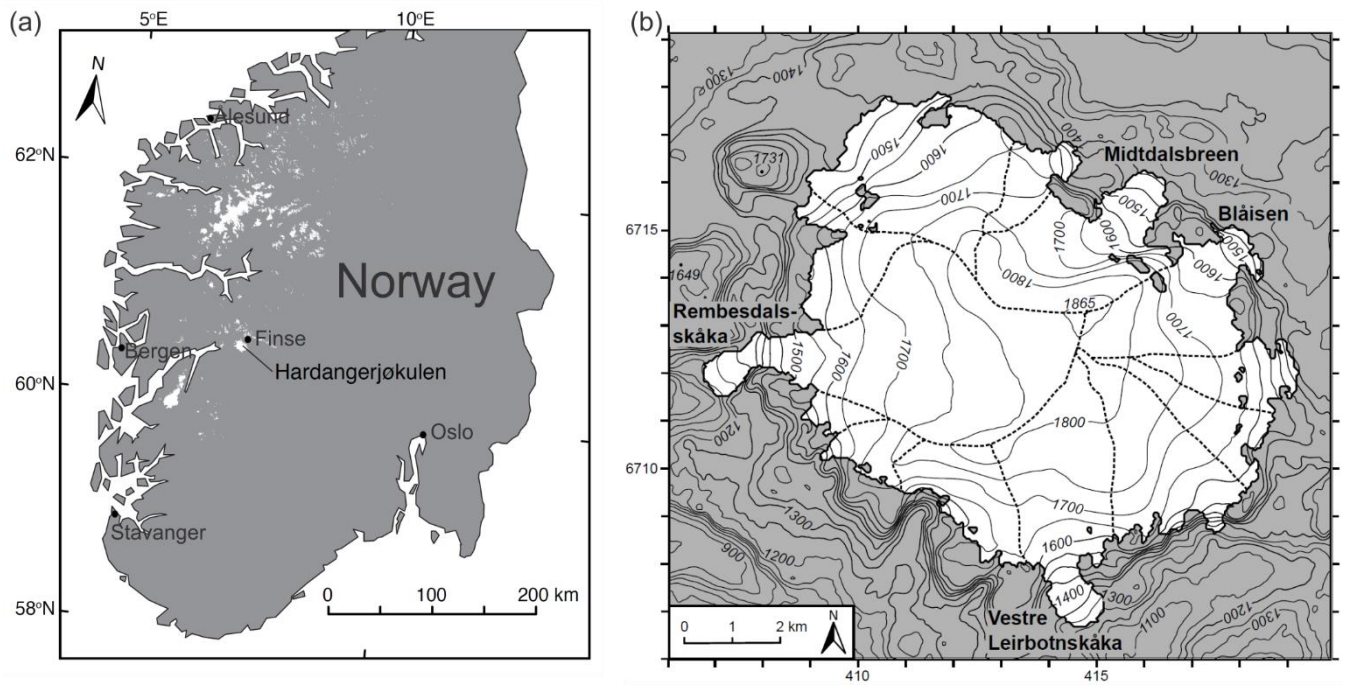 (a)
5°E
10°E
N
62°N
Ålesund
Norway
Bergen
Finse
Hardangerjøkulen
60°N
Oslo
Stavanger
0 100 200 km
58°N
(b)
1300
1400
1500
1600
1400
1731
Midtdalsbreen
1300
1500
1700
Blåisen
6715
1700
1600
1500
1649
1800
1600
1865
Rembesdals-
skåka
1700
1500
1600
1700
1200
1800
6710
1700
1300
1600
900
1200
1400
1300
1200
1100
1300
N
0 1 2 km
Vestre
Leirbotnskåka
410
415